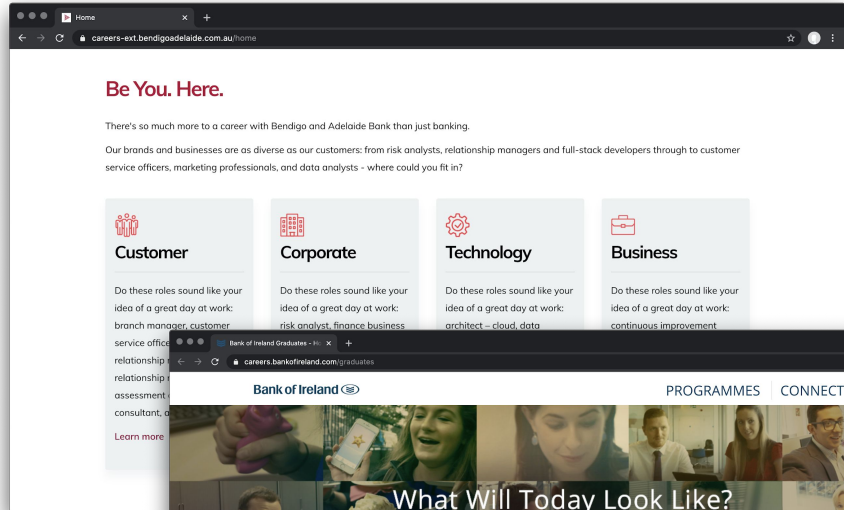 Home
careers-ext.bendigoadelaide.com.au/home
Be You. Here.
There's so much more to a career with Bendigo and Adelaide Bank than just banking.
Our brands and businesses are as diverse as our customers: from risk analysts, relationship managers and full-stack developers through to customer
service officers, marketing professionals, and data analysts - where could you fit in?
Customer
Do these roles sound like your
idea of a great day at work:
branch manager, customer
service office
relationship
relationship
assessment
consultant, a
Learn more
Corporate
Do these roles sound like your
idea of a great day at work:
risk analyst, finance business
Technology
Do these roles sound like your
idea of a great day at work:
architect – cloud, data
Business
Do these roles sound like your
idea of a great day at work:
continuous improvement
Bank of Ireland Graduates -
careers.bankofireland.com/graduates
Bank of Ireland
PROGRAMMES
CONNECT
What Will Today Look Like?